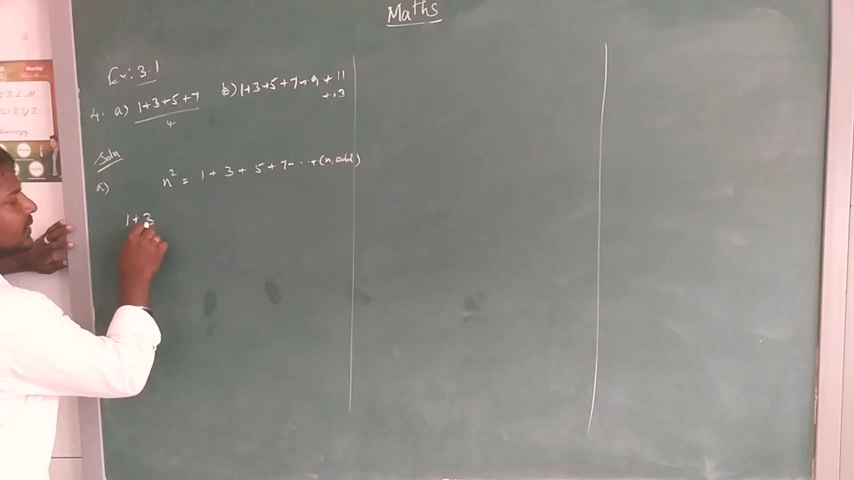 Maths
Ex: 3.1
4. a) 1+3+5+7 b) 1+3+5+7+9+11
4 +13
Soln
a) n² = 1+3+5+7+...+(n odd)
1+3